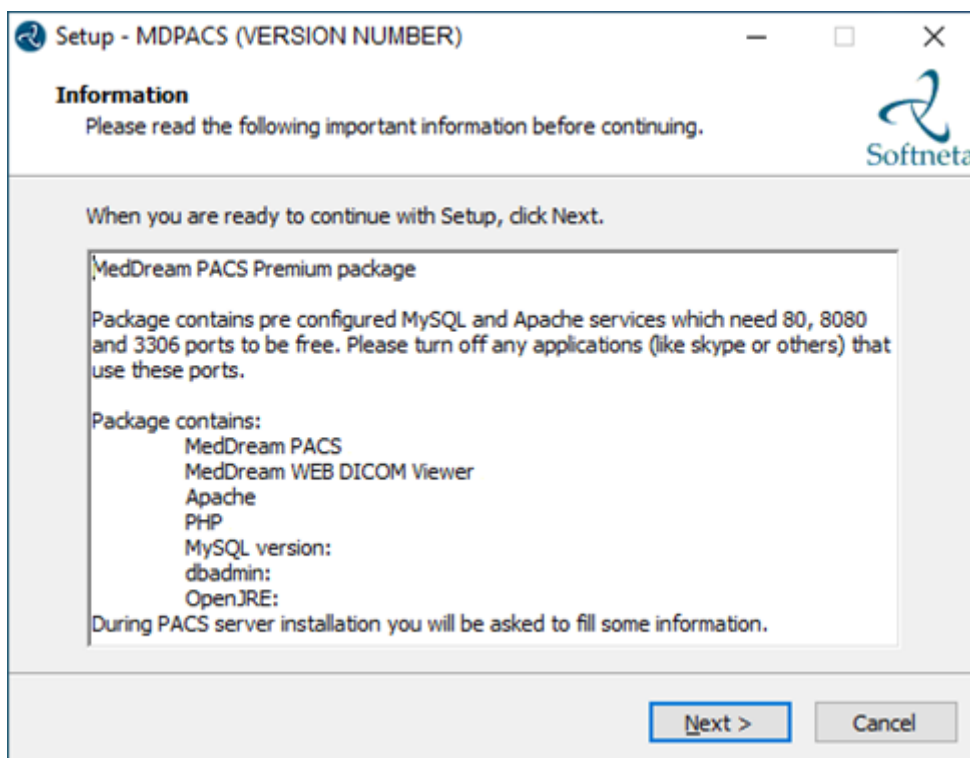 Setup - MDPACS (VERSION NUMBER)
Information
Please read the following important information before continuing.
Softneta
When you are ready to continue with Setup, click Next.
MedDream PACS Premium package
Package contains pre configured MySQL and Apache services which need 80, 8080
and 3306 ports to be free. Please turn off any applications (like skype or others) that
use these ports.
Package contains:
MedDream PACS
MedDream WEB DICOM Viewer
Apache
PHP
MySQL version:
dbadmin:
OpenJRE:
During PACS server installation you will be asked to fill some information.
Next >
Cancel